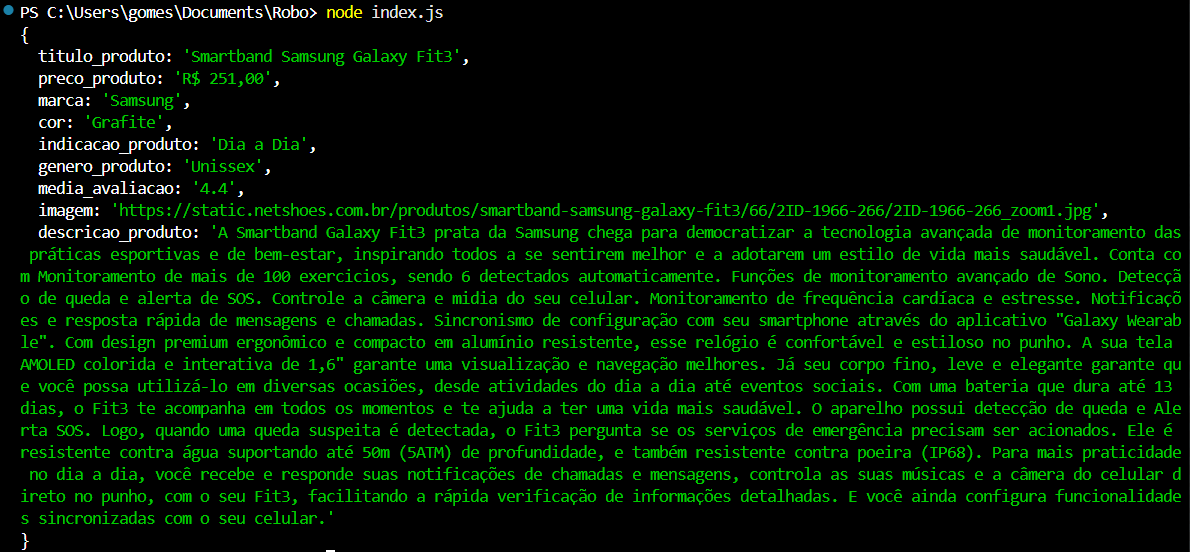 PS C:\Users\gomes\Documents\Robo> node index.js
{
  titulo_produto: 'Smartband Samsung Galaxy Fit3',
  preco_produto: 'R$ 251,00',
  marca: 'Samsung',
  cor: 'Grafite',
  indicacao_produto: 'Dia a Dia',
  genero_produto: 'Unissex',
  media_avaliacao: '4.4',
  imagem: 'https://static.netshoes.com.br/produtos/smartband-samsung-galaxy-fit3/66/2ID-1966-266/2ID-1966-266_zoom1.jpg',
  descricao_produto: 'A Smartband Galaxy Fit3 prata da Samsung chega para democratizar a tecnologia avançada de monitoramento das
 práticas esportivas e de bem-estar, inspirando todos a se sentirem melhor e a adotarem um estilo de vida mais saudável. Conta co
m Monitoramento de mais de 100 exercicios, sendo 6 detectados automaticamente. Funções de monitoramento avançado de Sono. Detecçã
o de queda e alerta de SOS. Controle a câmera e midia do seu celular. Monitoramento de frequência cardíaca e estresse. Notificaçõ
es e resposta rápida de mensagens e chamadas. Sincronismo de configuração com seu smartphone através do aplicativo "Galaxy Wearab
le". Com design premium ergonômico e compacto em alumínio resistente, esse relógio é confortável e estiloso no punho. A sua tela
AMOLED colorida e interativa de 1,6" garante uma visualização e navegação melhores. Já seu corpo fino, leve e elegante garante qu
e você possa utilizá-lo em diversas ocasiões, desde atividades do dia a dia até eventos sociais. Com uma bateria que dura até 13
dias, o Fit3 te acompanha em todos os momentos e te ajuda a ter uma vida mais saudável. O aparelho possui detecção de queda e Ale
rta SOS. Logo, quando uma queda suspeita é detectada, o Fit3 pergunta se os serviços de emergência precisam ser acionados. Ele é
resistente contra água suportando até 50m (5ATM) de profundidade, e também resistente contra poeira (IP68). Para mais praticidade
 no dia a dia, você recebe e responde suas notificações de chamadas e mensagens, controla as suas músicas e a câmera do celular d
ireto no punho, com o seu Fit3, facilitando a rápida verificação de informações detalhadas. E você ainda configura funcionalidade
s sincronizadas com o seu celular.'
}